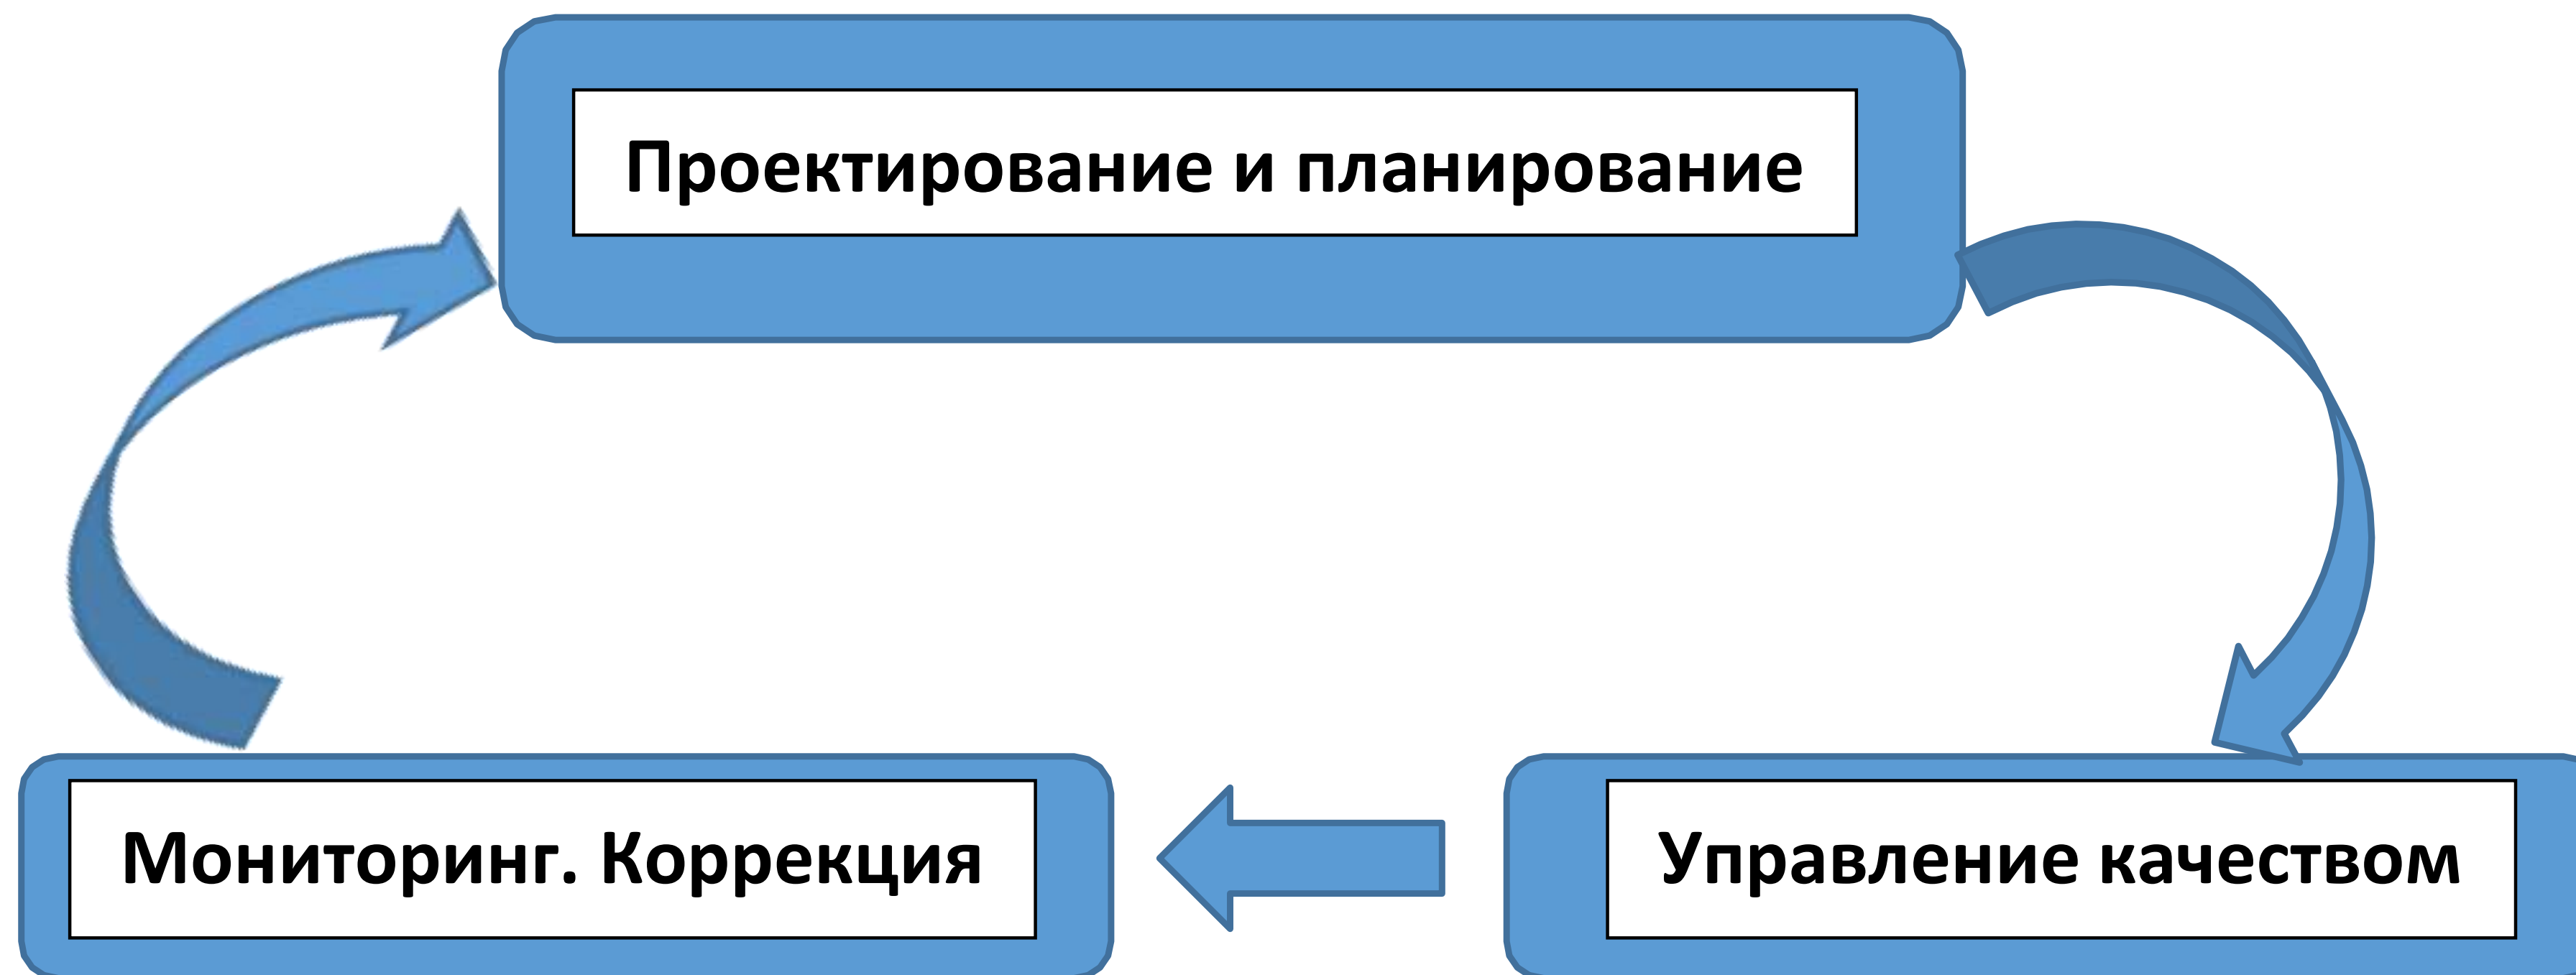 Проектирование и планирование
Мониторинг. Коррекция
Управление качеством